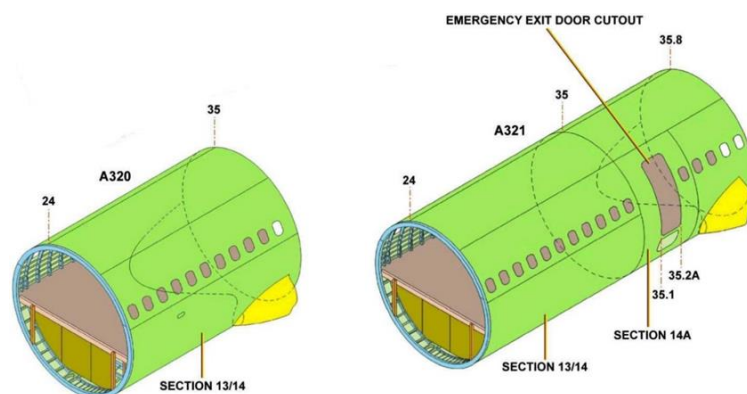 EMERGENCY EXIT DOOR CUTOUT
35.8
35
35
A321
A320
24
24
35.2A
35.1
SECTION 14A
SECTION 13/14
SECTION 13/14